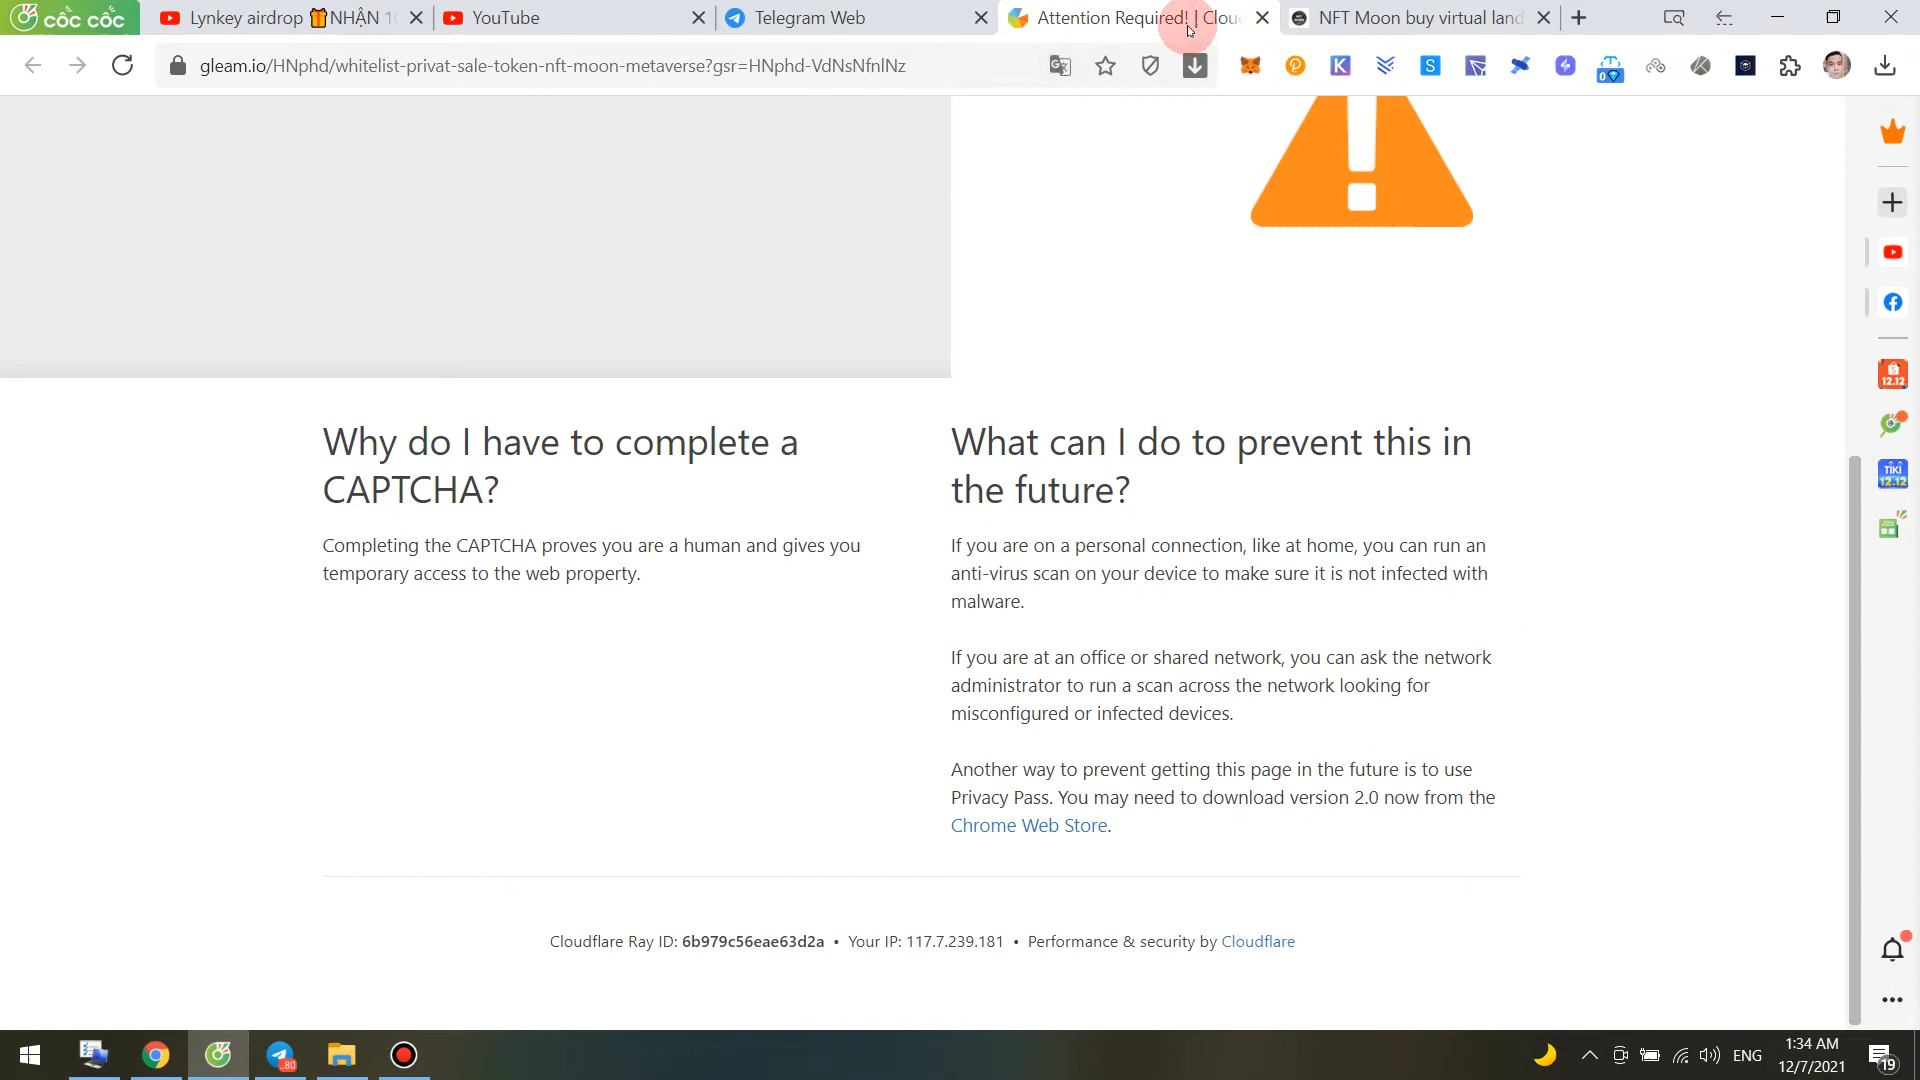 cốc cốc
Lynkey airdrop 🎁NHẬN 1
YouTube
Telegram Web
Attention Required! | Clou
NFT Moon buy virtual land
gleam.io/HNphd/whitelist-privat-sale-token-nft-moon-metaverse?gsr=HNphd-VdNsNfnlNz
Why do I have to complete a
CAPTCHA?
Completing the CAPTCHA proves you are a human and gives you
temporary access to the web property.
What can I do to prevent this in
the future?
If you are on a personal connection, like at home, you can run an
anti-virus scan on your device to make sure it is not infected with
malware.
If you are at an office or shared network, you can ask the network
administrator to run a scan across the network looking for
misconfigured or infected devices.
Another way to prevent getting this page in the future is to use
Privacy Pass. You may need to download version 2.0 now from the
Chrome Web Store.
Cloudflare Ray ID: 6b979c56eae63d2a • Your IP: 117.7.239.181 • Performance & security by Cloudflare
12.12
TIKI
12.12
80
ENG
1:34 AM
12/7/2021
19